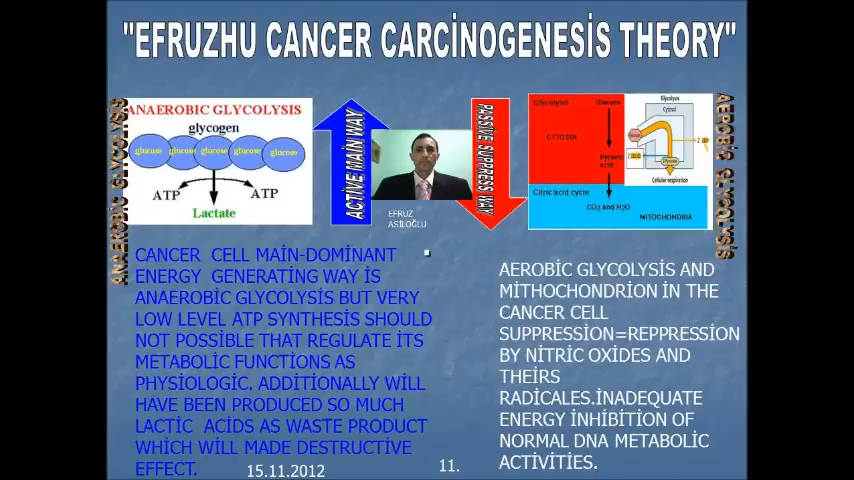 "EFRUZHU CANCER CARCİNOGENESİS THEORY"
ANAEROBİC GLYCOLYSİS
ANAEROBIC GLYCOLYSIS
glycogen
glucose glucose glucose glucose glucose
ATP ATP
Lactate
ACTİVE MAİN WAY
EFRUZ
ASİLOĞLU
PASSİVE SUPPRESS WAY
Glycolysis Glucose
CYTOSOL
Pyruvic
acid
Citric acid cycle
CO2 and H2O
MITOCHONDRIA
Glycolysis
Cytosol
Glucose
Pyruvate
Cellular respiration
AEROBİC GLYCOLYSİS
CANCER CELL MAİN-DOMİNANT
ENERGY GENERATİNG WAY İS
ANAEROBİC GLYCOLYSİS BUT VERY
LOW LEVEL ATP SYNTHESİS SHOULD
NOT POSSİBLE THAT REGULATE İTS
METABOLİC FUNCTİONS AS
PHYSİOLOGİC. ADDİTİONALLY WİLL
HAVE BEEN PRODUCED SO MUCH
LACTİC ACİDS AS WASTE PRODUCT
WHİCH WİLL MADE DESTRUCTİVE
EFFECT.
AEROBİC GLYCOLYSİS AND
MİTHOCHONDRİON İN THE
CANCER CELL
SUPPRESSİON=REPPRESSİON
BY NİTRİC OXİDES AND
THEİRS
RADİCALES.İNADEQUATE
ENERGY İNHİBİTİON OF
NORMAL DNA METABOLİC
ACTİVİTİES.
15.11.2012
11.